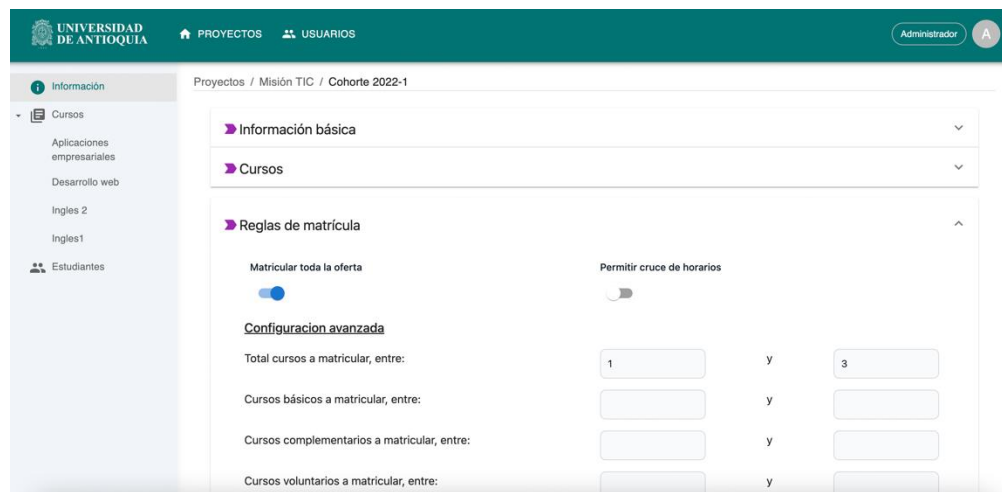 UNIVERSIDAD
DE ANTIOQUIA
PROYECTOS
USUARIOS
Administrador
A
Información
Cursos
Aplicaciones
empresariales
Desarrollo web
Ingles 2
Ingles1
Estudiantes
Proyectos / Misión TIC / Cohorte 2022-1
Información básica
Cursos
Reglas de matrícula
Matricular toda la oferta
Permitir cruce de horarios
Configuracion avanzada
Total cursos a matricular, entre: 1 y 3
Cursos básicos a matricular, entre: y
Cursos complementarios a matricular, entre: y
Cursos voluntarios a matricular, entre: y